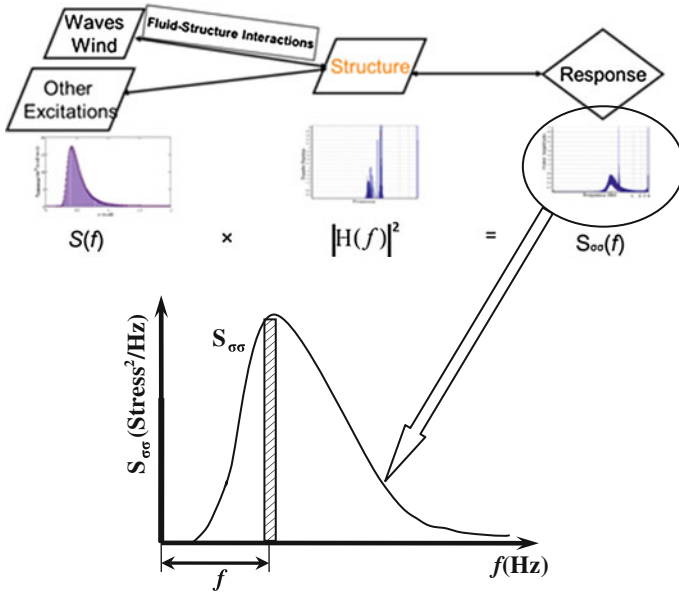 Waves
Wind
Fluid-Structure Interactions
Structure
Response
Other
Excitations
S(f) × |H(f)|² = Sσσ(f)
Sσσ
Sσσ(Stress²/Hz)
f
f(Hz)